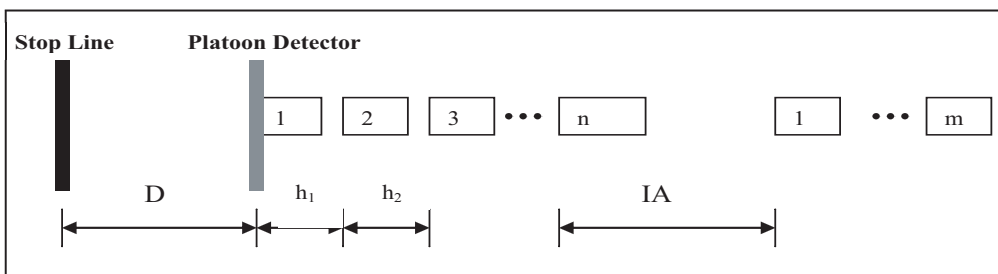 Stop Line Platoon Detector
1 2 3 ••• n 1 ••• m
D h₁ h₂ IA